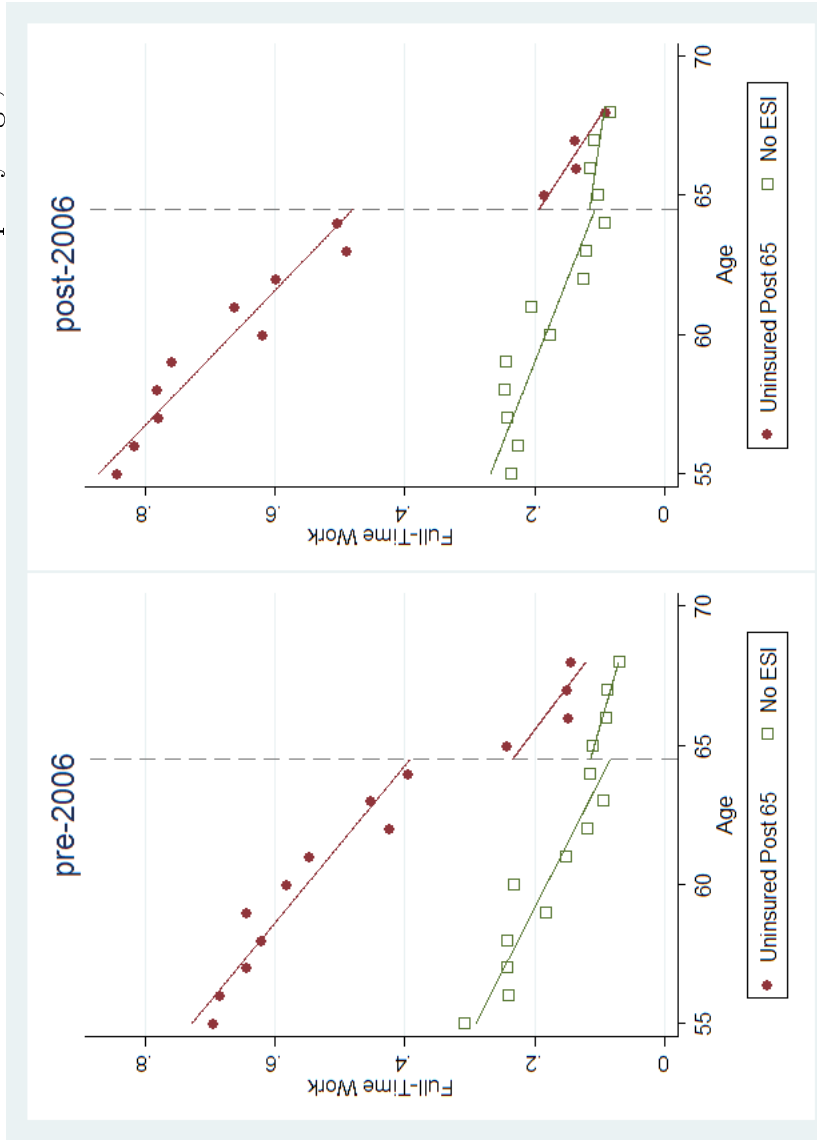 post-2006
Full-Time Work
.8
.6
.4
.2
0
55
60
65
70
Age
Uninsured Post 65
No ESI
pre-2006
Full-Time Work
.8
.6
.4
.2
0
55
60
65
70
Age
Uninsured Post 65
No ESI